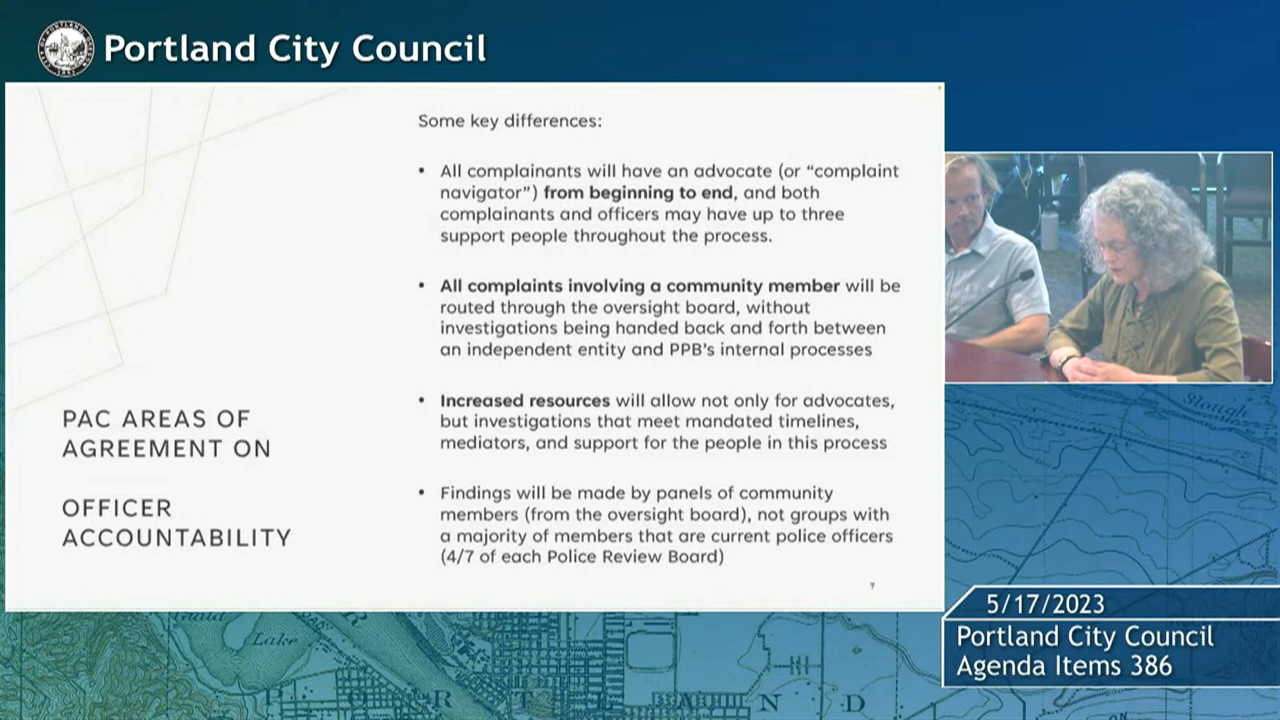 Portland City Council
Some key differences:
• All complainants will have an advocate (or “complaint
navigator”) from beginning to end, and both
complainants and officers may have up to three
support people throughout the process.
• All complaints involving a community member will be
routed through the oversight board, without
investigations being handed back and forth between
an independent entity and PPB’s internal processes
• Increased resources will allow not only for advocates,
but investigations that meet mandated timelines,
mediators, and support for the people in this process
• Findings will be made by panels of community
members (from the oversight board), not groups with
a majority of members that are current police officers
(4/7 of each Police Review Board)
PAC AREAS OF
AGREEMENT ON
OFFICER
ACCOUNTABILITY
7
Slough
5/17/2023
Portland City Council
Agenda Items 386
Guild
Lake
P O R T L A N D